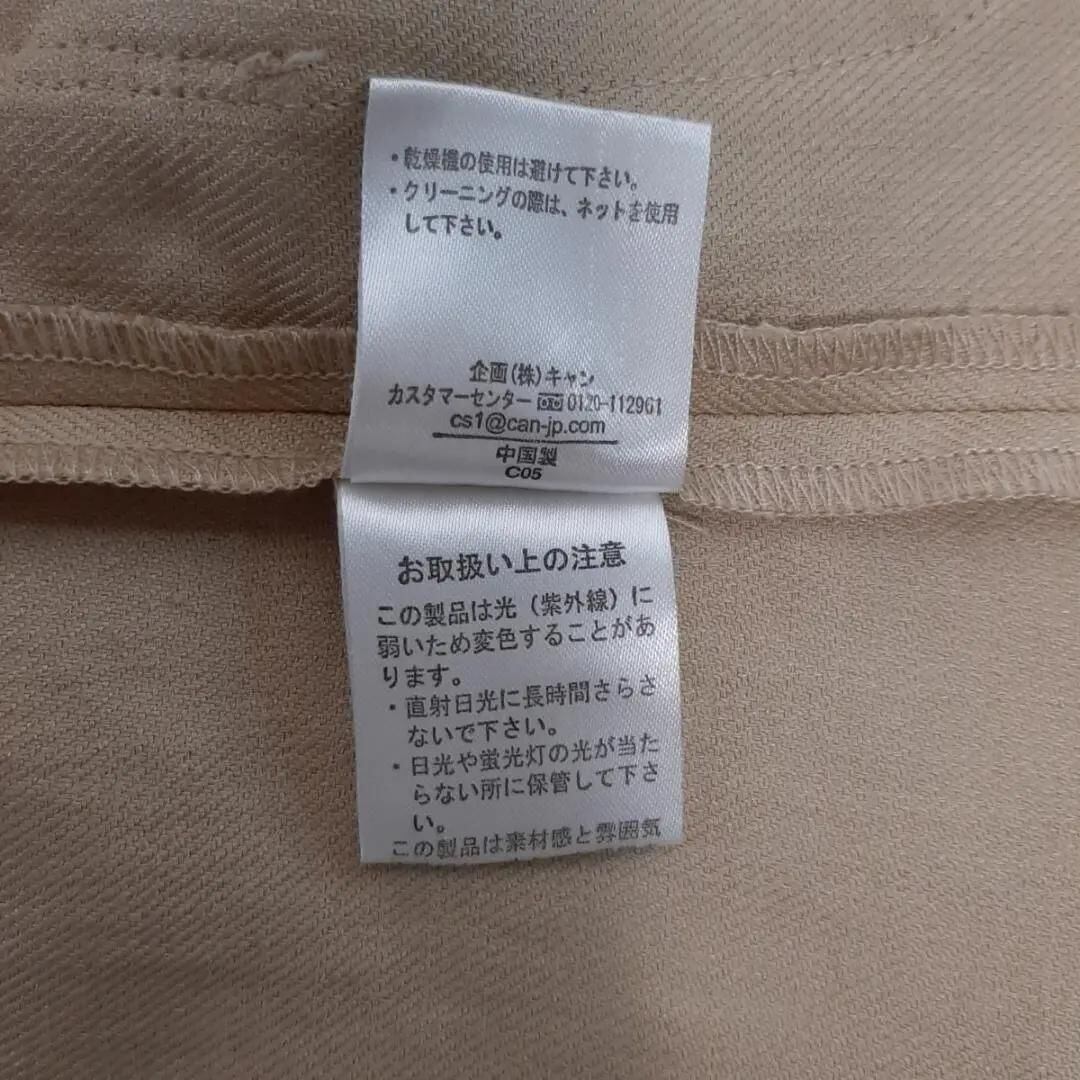 ・乾燥機の使用は避けて下さい。
・クリーニングの際は、ネットを使用
して下さい。
企画(株)キャン
カスタマーセンター 0120-112961
cs1@can-jp.com
中国製
C05
お取扱い上の注意
この製品は光(紫外線)に
弱いため変色することがあ
ります。
・直射日光に長時間さらさ
ないで下さい。
・日光や蛍光灯の光が当た
らない所に保管して下さ
い。
この製品は素材感と雰囲気